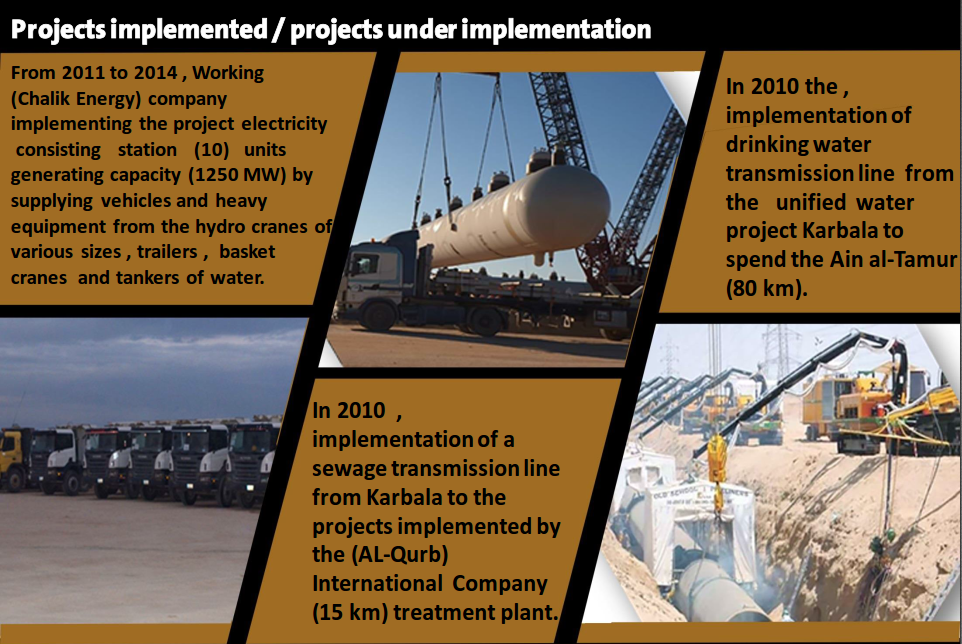 Projects implemented / projects under implementation
From 2011 to 2014 , Working
(Chalik Energy) company
implementing the project electricity
consisting station (10) units
generating capacity (1250 MW) by
supplying vehicles and heavy
equipment from the hydro cranes of
various sizes , trailers , basket
cranes and tankers of water.
In 2010 ,
implementation of a
sewage transmission line
from Karbala to the
projects implemented by
the (AL-Qurb)
International Company
(15 km) treatment plant.
In 2010 the ,
implementation of
drinking water
transmission line from
the unified water
project Karbala to
spend the Ain al-Tamur
(80 km).
OLD SCHOOL